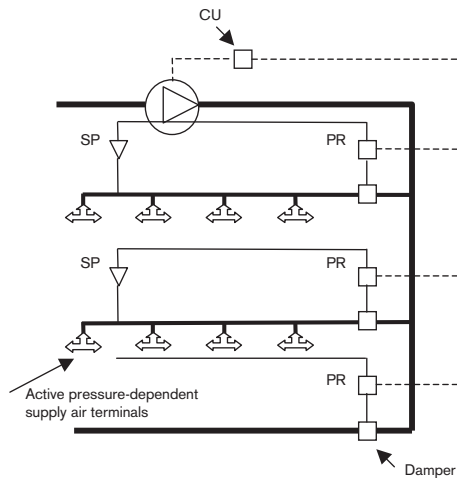 CU
SP
PR
SP
PR
PR
Active pressure-dependent
supply air terminals
Damper